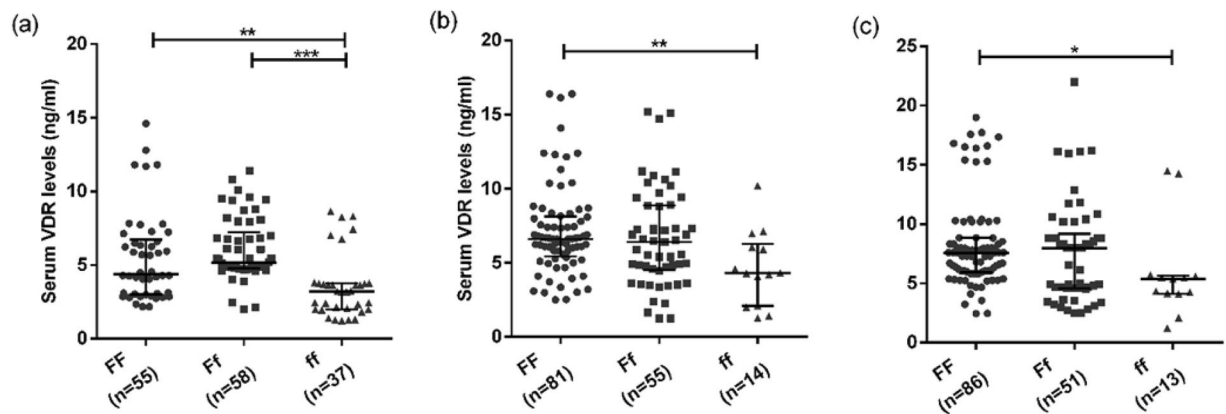 (a)
Serum VDR levels (ng/ml)
20
15
10
5
0
**
***
FF
(n=55)
Ff
(n=58)
ff
(n=37)
(b)
Serum VDR levels (ng/ml)
20
15
10
5
0
**
FF
(n=81)
Ff
(n=55)
ff
(n=14)
(c)
25
20
15
10
5
0
*
FF
(n=86)
Ff
(n=51)
ff
(n=13)